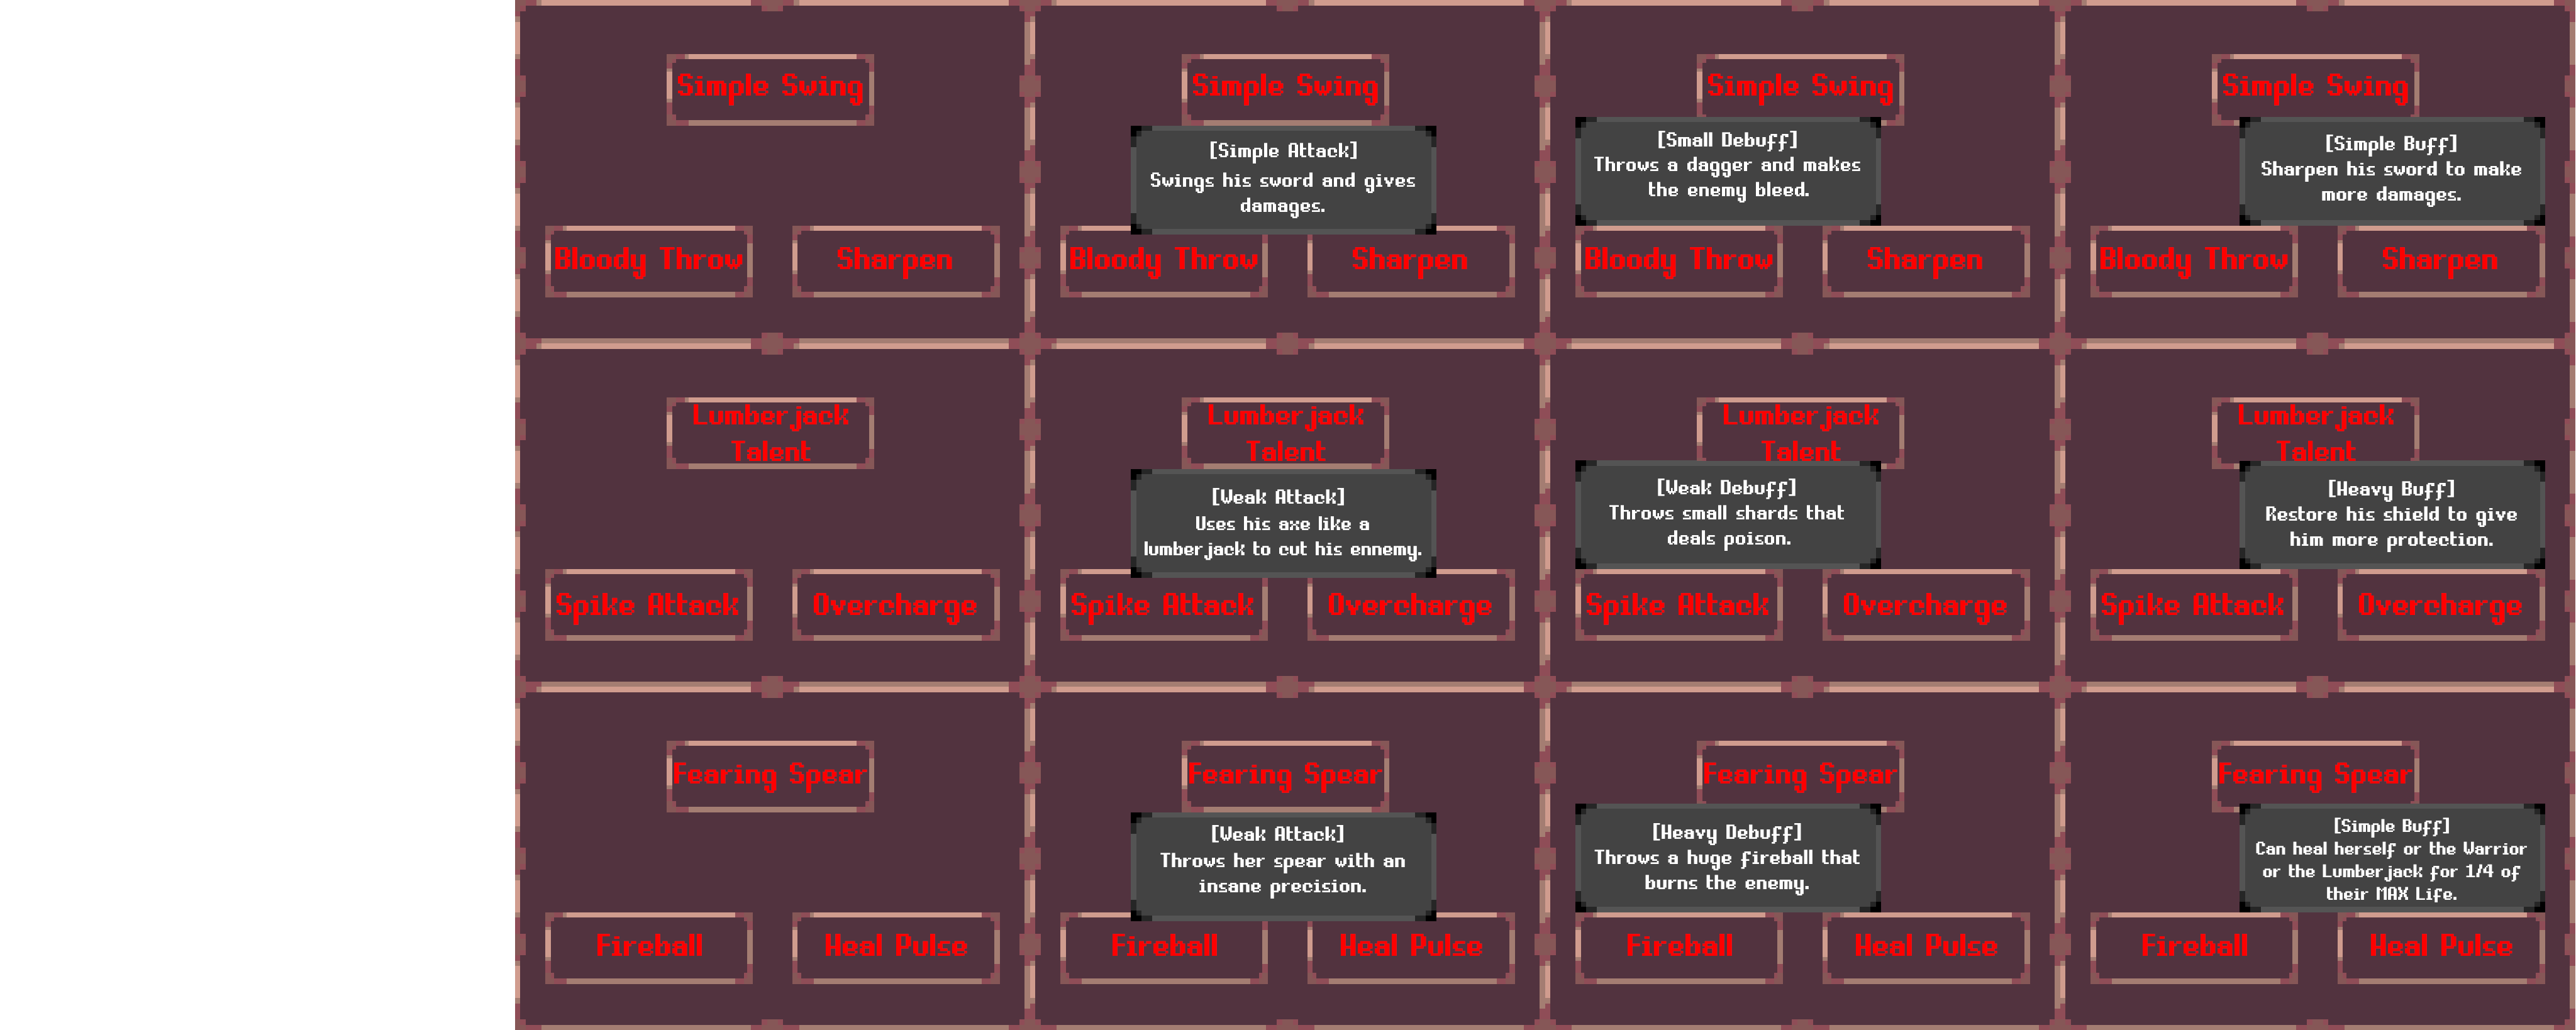 Simple Swing
Bloody Throw
Sharpen
Simple Swing
[Simple Attack]
Swings his sword and gives
damages.
Bloody Throw
Sharpen
Simple Swing
[Small Debuff]
Throws a dagger and makes
the enemy bleed.
Bloody Throw
Sharpen
Simple Swing
[Simple Buff]
Sharpen his sword to make
more damages.
Bloody Throw
Sharpen
Lumberjack
Talent
Spike Attack
Overcharge
Lumberjack
Talent
[Weak Attack]
Uses his axe like a
lumberjack to cut his ennemy.
Spike Attack
Overcharge
Lumberjack
Talent
[Weak Debuff]
Throws small shards that
deals poison.
Spike Attack
Overcharge
Lumberjack
Talent
[Heavy Buff]
Restore his shield to give
him more protection.
Spike Attack
Overcharge
Fearing Spear
Fireball
Heal Pulse
Fearing Spear
[Weak Attack]
Throws her spear with an
insane precision.
Fireball
Heal Pulse
Fearing Spear
[Heavy Debuff]
Throws a huge fireball that
burns the enemy.
Fireball
Heal Pulse
Fearing Spear
[Simple Buff]
Can heal herself or the Warrior
or the Lumberjack for 1/4 of
their MAX Life.
Fireball
Heal Pulse